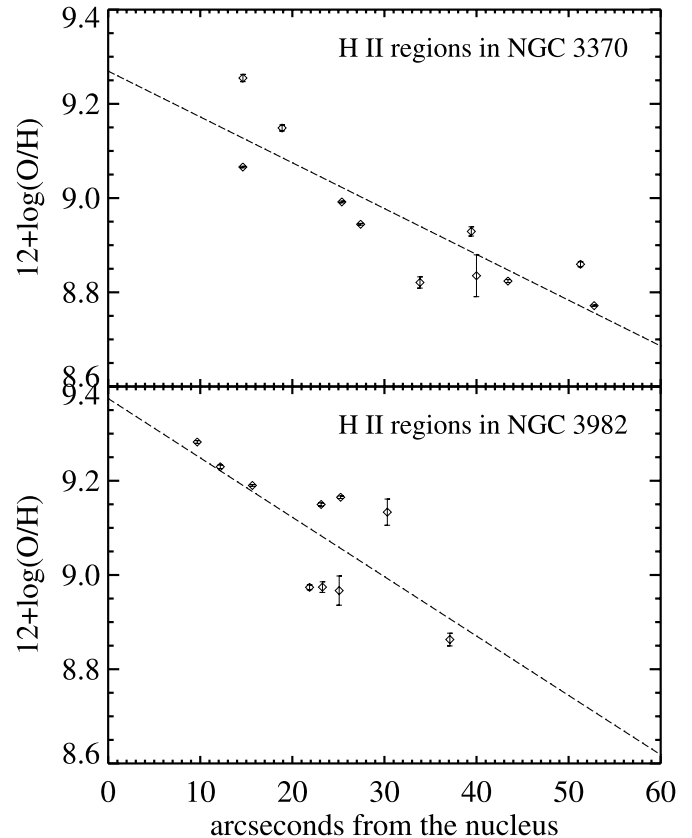 9.4
H II regions in NGC 3370
9.2
9.0
8.8
8.6
12+log(O/H)
9.4
H II regions in NGC 3982
9.2
9.0
8.8
8.6
12+log(O/H)
0 10 20 30 40 50 60
arcseconds from the nucleus